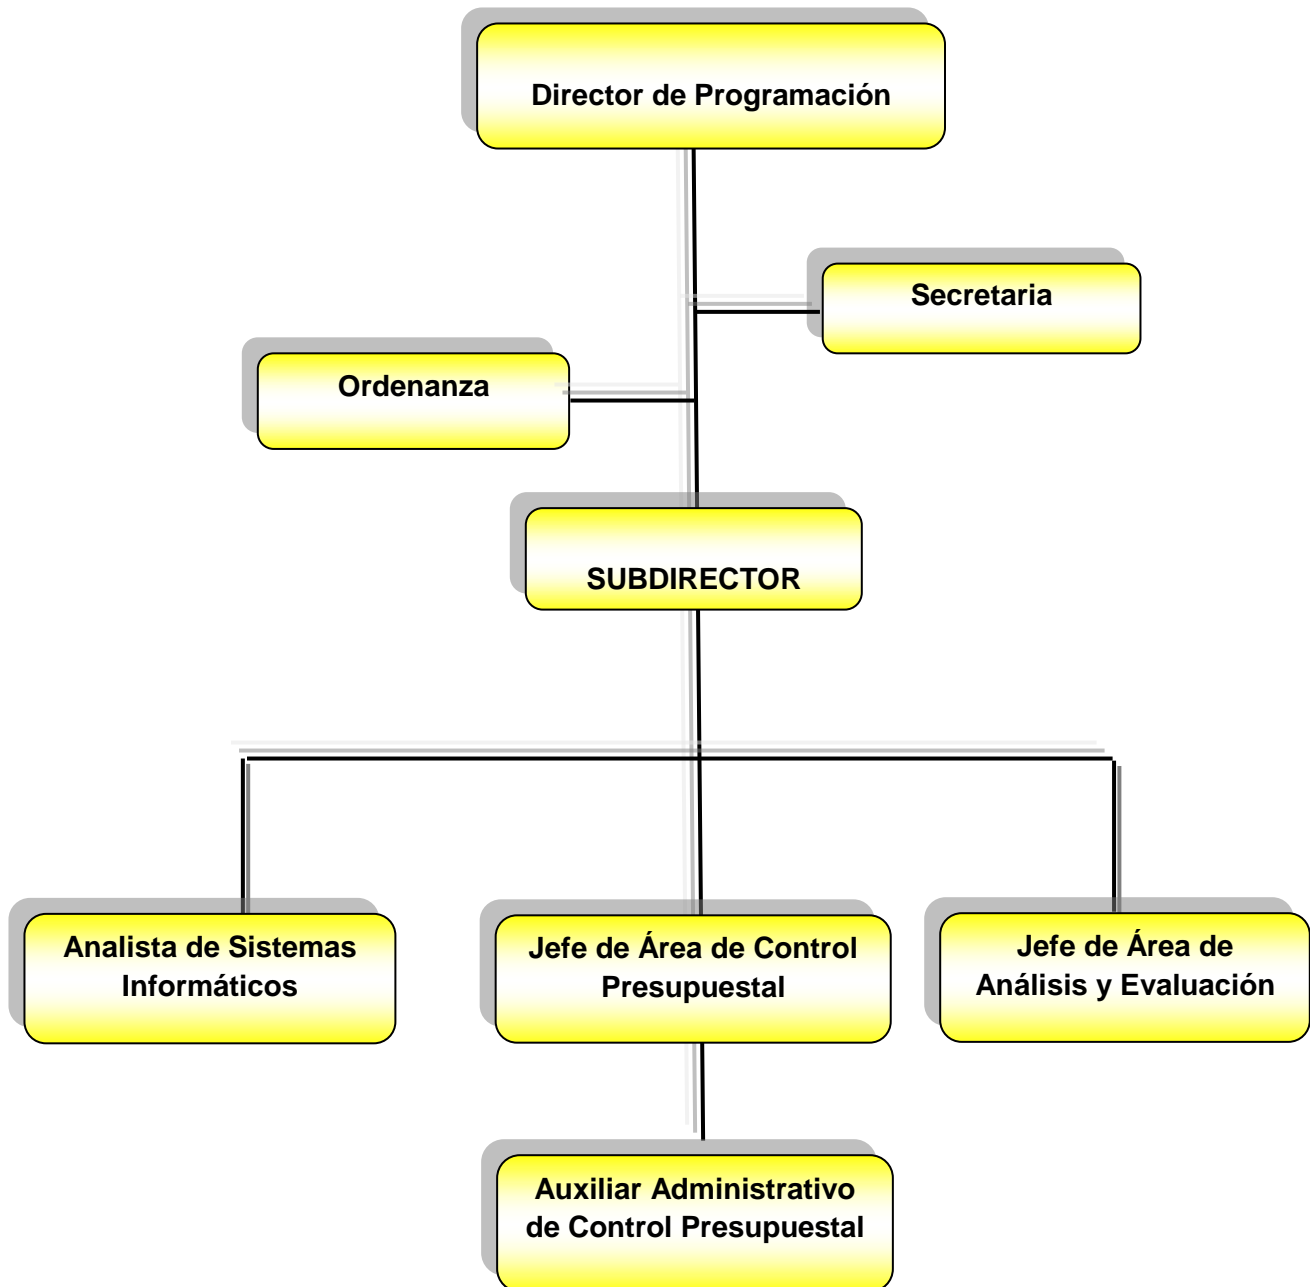 Director de Programación
Secretaria
Ordenanza
SUBDIRECTOR
Analista de Sistemas
Informáticos
Jefe de Área de Control
Presupuestal
Jefe de Área de
Análisis y Evaluación
Auxiliar Administrativo
de Control Presupuestal